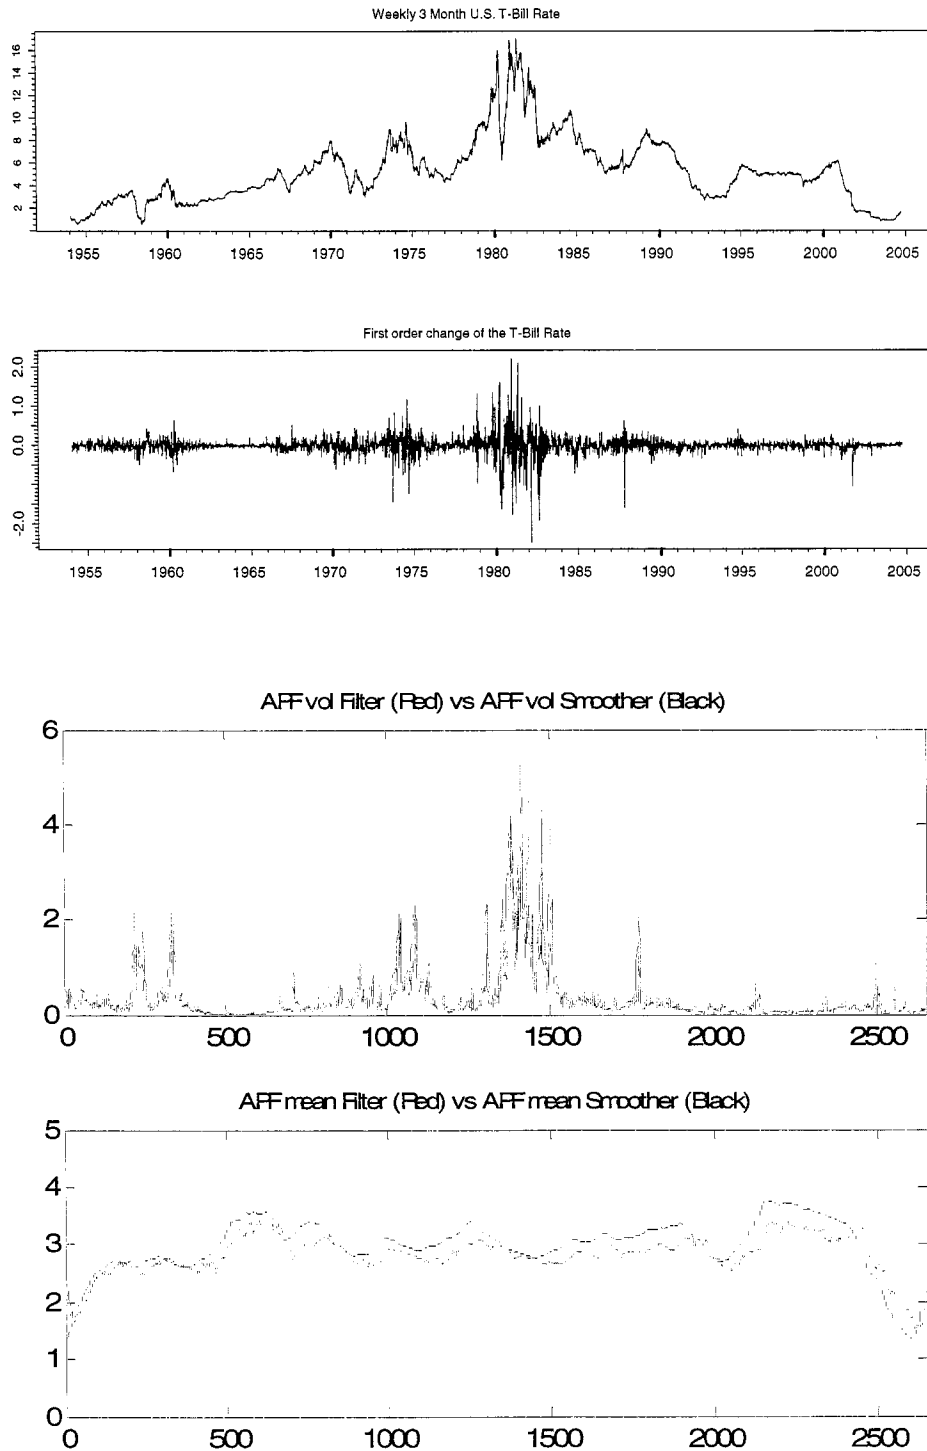 Weekly 3 Month U.S. T-Bill Rate
16
14
12
10
8
6
4
2
1955 1960 1965 1970 1975 1980 1985 1990 1995 2000 2005
First order change of the T-Bill Rate
2.0
1.0
0.0
-2.0
1955 1960 1965 1970 1975 1980 1985 1990 1995 2000 2005
APF vol Filter (Red) vs APF vol Smoother (Black)
6
4
2
0
0 500 1000 1500 2000 2500
APF mean Filter (Red) vs APF mean Smoother (Black)
5
4
3
2
1
0
0 500 1000 1500 2000 2500